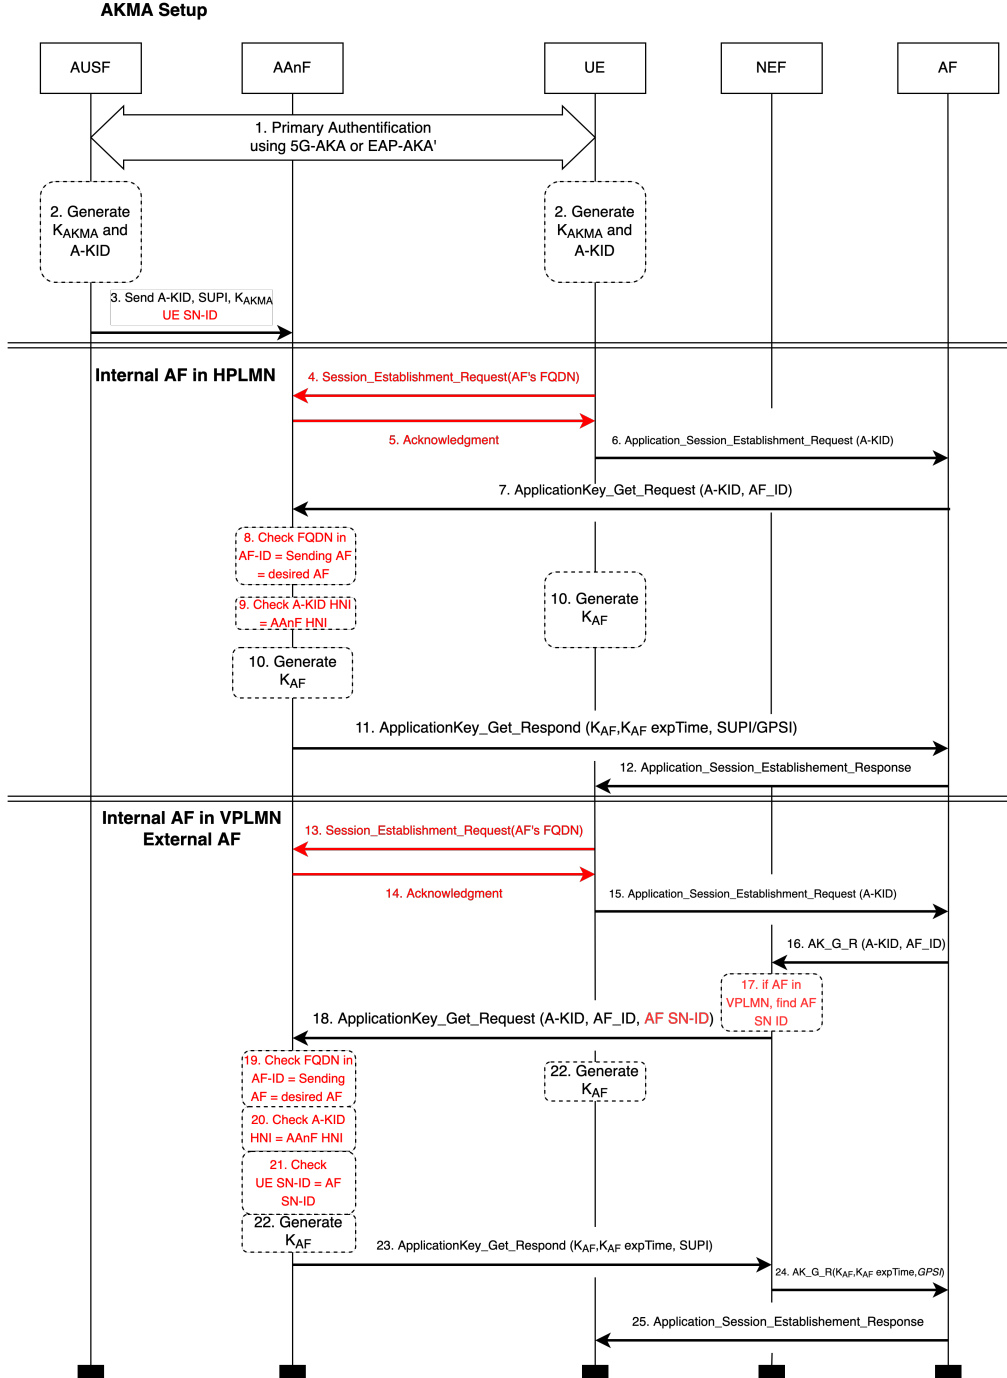 AKMA Setup
AUSF
AAnF
UE
NEF
AF
1. Primary Authentification
using 5G-AKA or EAP-AKA'
2. Generate
KAKMA and
A-KID
2. Generate
KAKMA and
A-KID
3. Send A-KID, SUPI, KAKMA
UE SN-ID
Internal AF in HPLMN
4. Session_Establishment_Request(AF's FQDN)
5. Acknowledgment
6. Application_Session_Establishment_Request (A-KID)
7. ApplicationKey_Get_Request (A-KID, AF_ID)
8. Check FQDN in
AF-ID = Sending AF
= desired AF
9. Check A-KID HNI
= AAnF HNI
10. Generate
KAF
10. Generate
KAF
11. ApplicationKey_Get_Respond (KAF,KAF expTime, SUPI/GPSI)
12. Application_Session_Establishement_Response
Internal AF in VPLMN
External AF
13. Session_Establishment_Request(AF's FQDN)
14. Acknowledgment
15. Application_Session_Establishment_Request (A-KID)
16. AK_G_R (A-KID, AF_ID)
17. if AF in
VPLMN, find AF
SN ID
18. ApplicationKey_Get_Request (A-KID, AF_ID, AF SN-ID)
19. Check FQDN in
AF-ID = Sending
AF = desired AF
20. Check A-KID
HNI = AAnF HNI
21. Check
UE SN-ID = AF
SN-ID
22. Generate
KAF
22. Generate
KAF
23. ApplicationKey_Get_Respond (KAF,KAF expTime, SUPI)
24. AK_G_R(KAF,KAF expTime,GPSI)
25. Application_Session_Establishement_Response